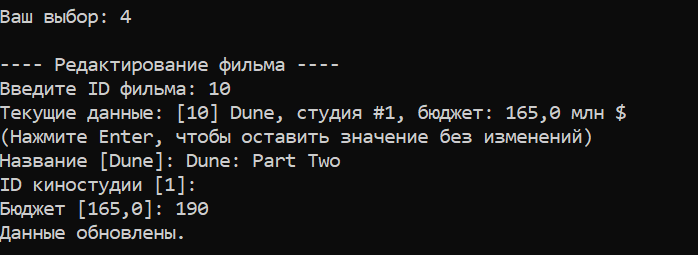 Ваш выбор: 4
---- Редактирование фильма ----
Введите ID фильма: 10
Текущие данные: [10] Dune, студия #1, бюджет: 165,0 млн $
(Нажмите Enter, чтобы оставить значение без изменений)
Название [Dune]: Dune: Part Two
ID киностудии [1]:
Бюджет [165,0]: 190
Данные обновлены.